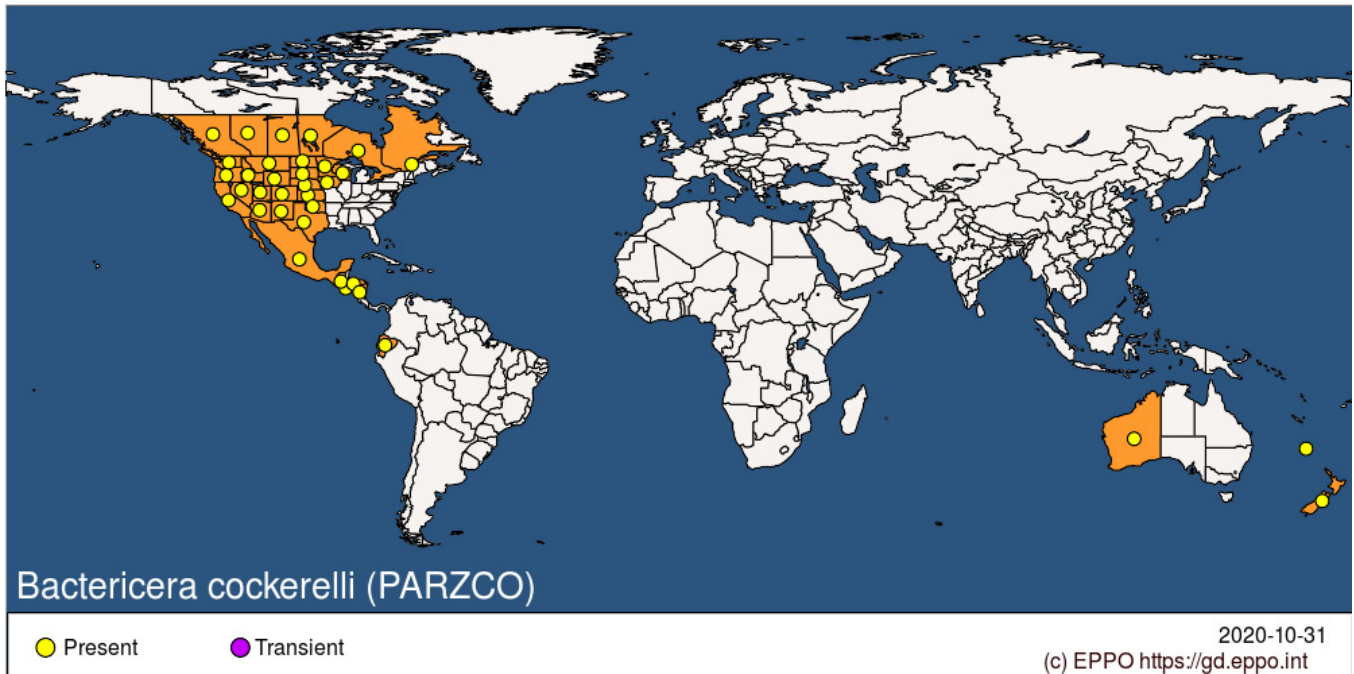 Bactericera cockerelli (PARZCO)
Present
Transient
2020-10-31
(c) EPPO https://gd.eppo.int